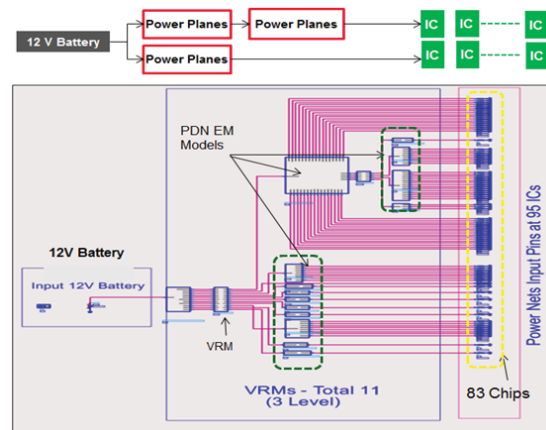 Power Planes
Power Planes
IC
IC
IC
12 V Battery
Power Planes
IC
IC
IC
PDN EM
Models
12V Battery
Input 12V Battery
VRM
VRMs - Total 11
(3 Level)
83 Chips
Power Nets Input Pins at 95 ICs